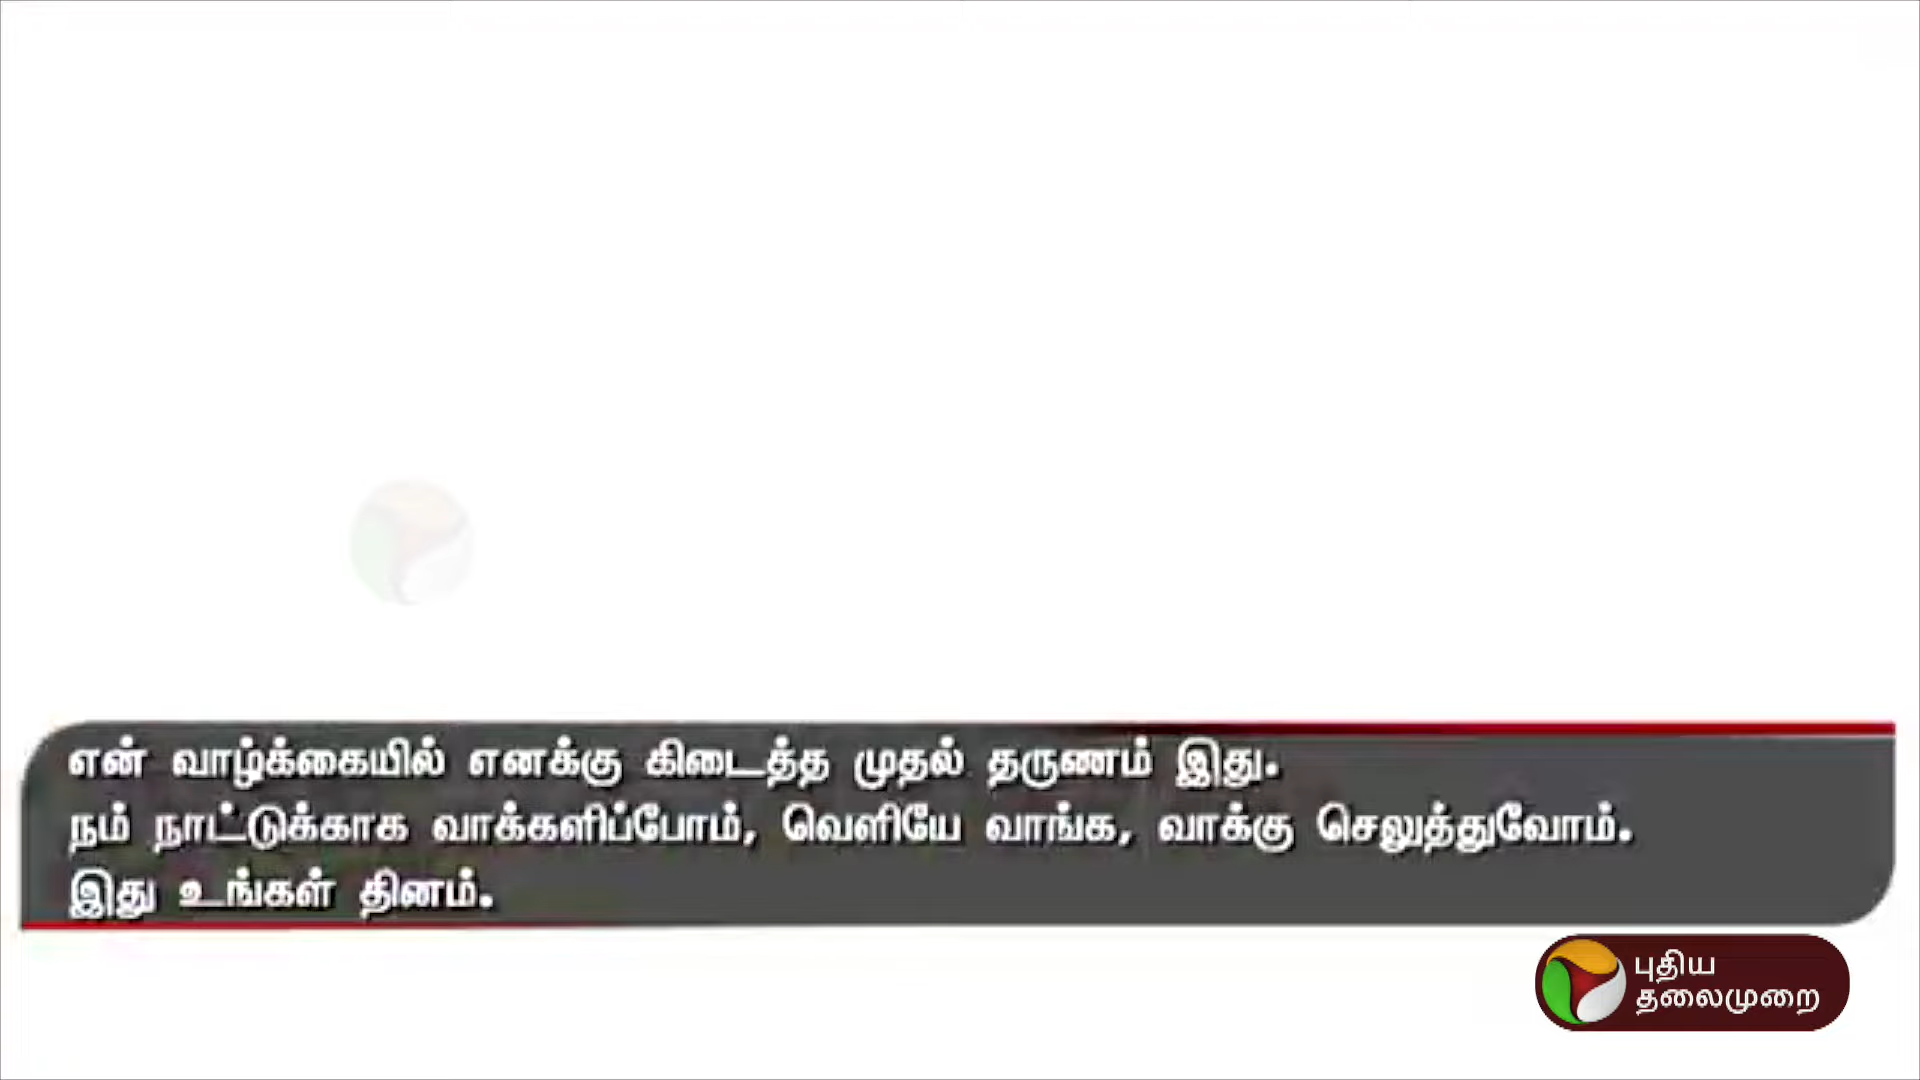 என் வாழ்க்கையில் எனக்கு கிடைத்த முதல் தருணம் இது.
நம் நாட்டுக்காக வாக்களிப்போம், வெளியே வாங்க, வாக்கு செலுத்துவோம்.
இது உங்கள் தினம்.
புதிய
தலைமுறை